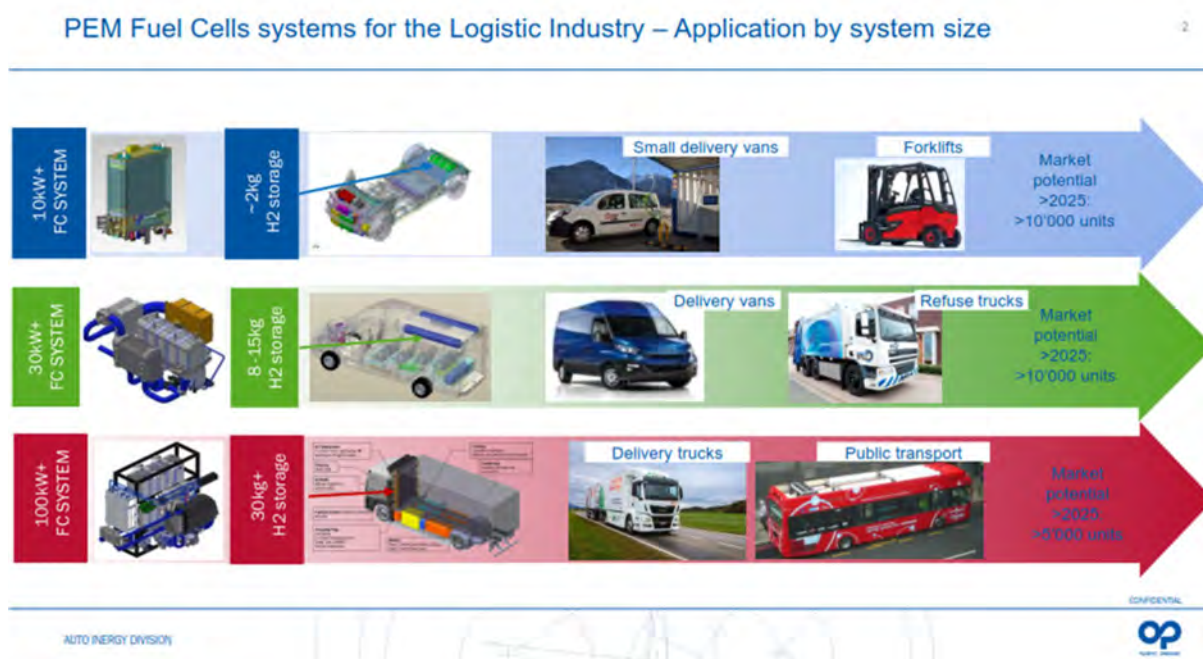 PEM Fuel Cells systems for the Logistic Industry – Application by system size
2
10kW+
FC SYSTEM
~2kg
H2 storage
Small delivery vans
Forklifts
Market
potential
>2025:
>10'000 units
30kW+
FC SYSTEM
8-15kg
H2 storage
Delivery vans
Refuse trucks
Market
potential
>2025:
>10'000 units
100kW+
FC SYSTEM
30kg+
H2 storage
Delivery trucks
Public transport
Market
potential
>2025:
>5'000 units
CONFIDENTIAL
AUTO INERGY DIVISION
OP
PLASTIC OMNIUM